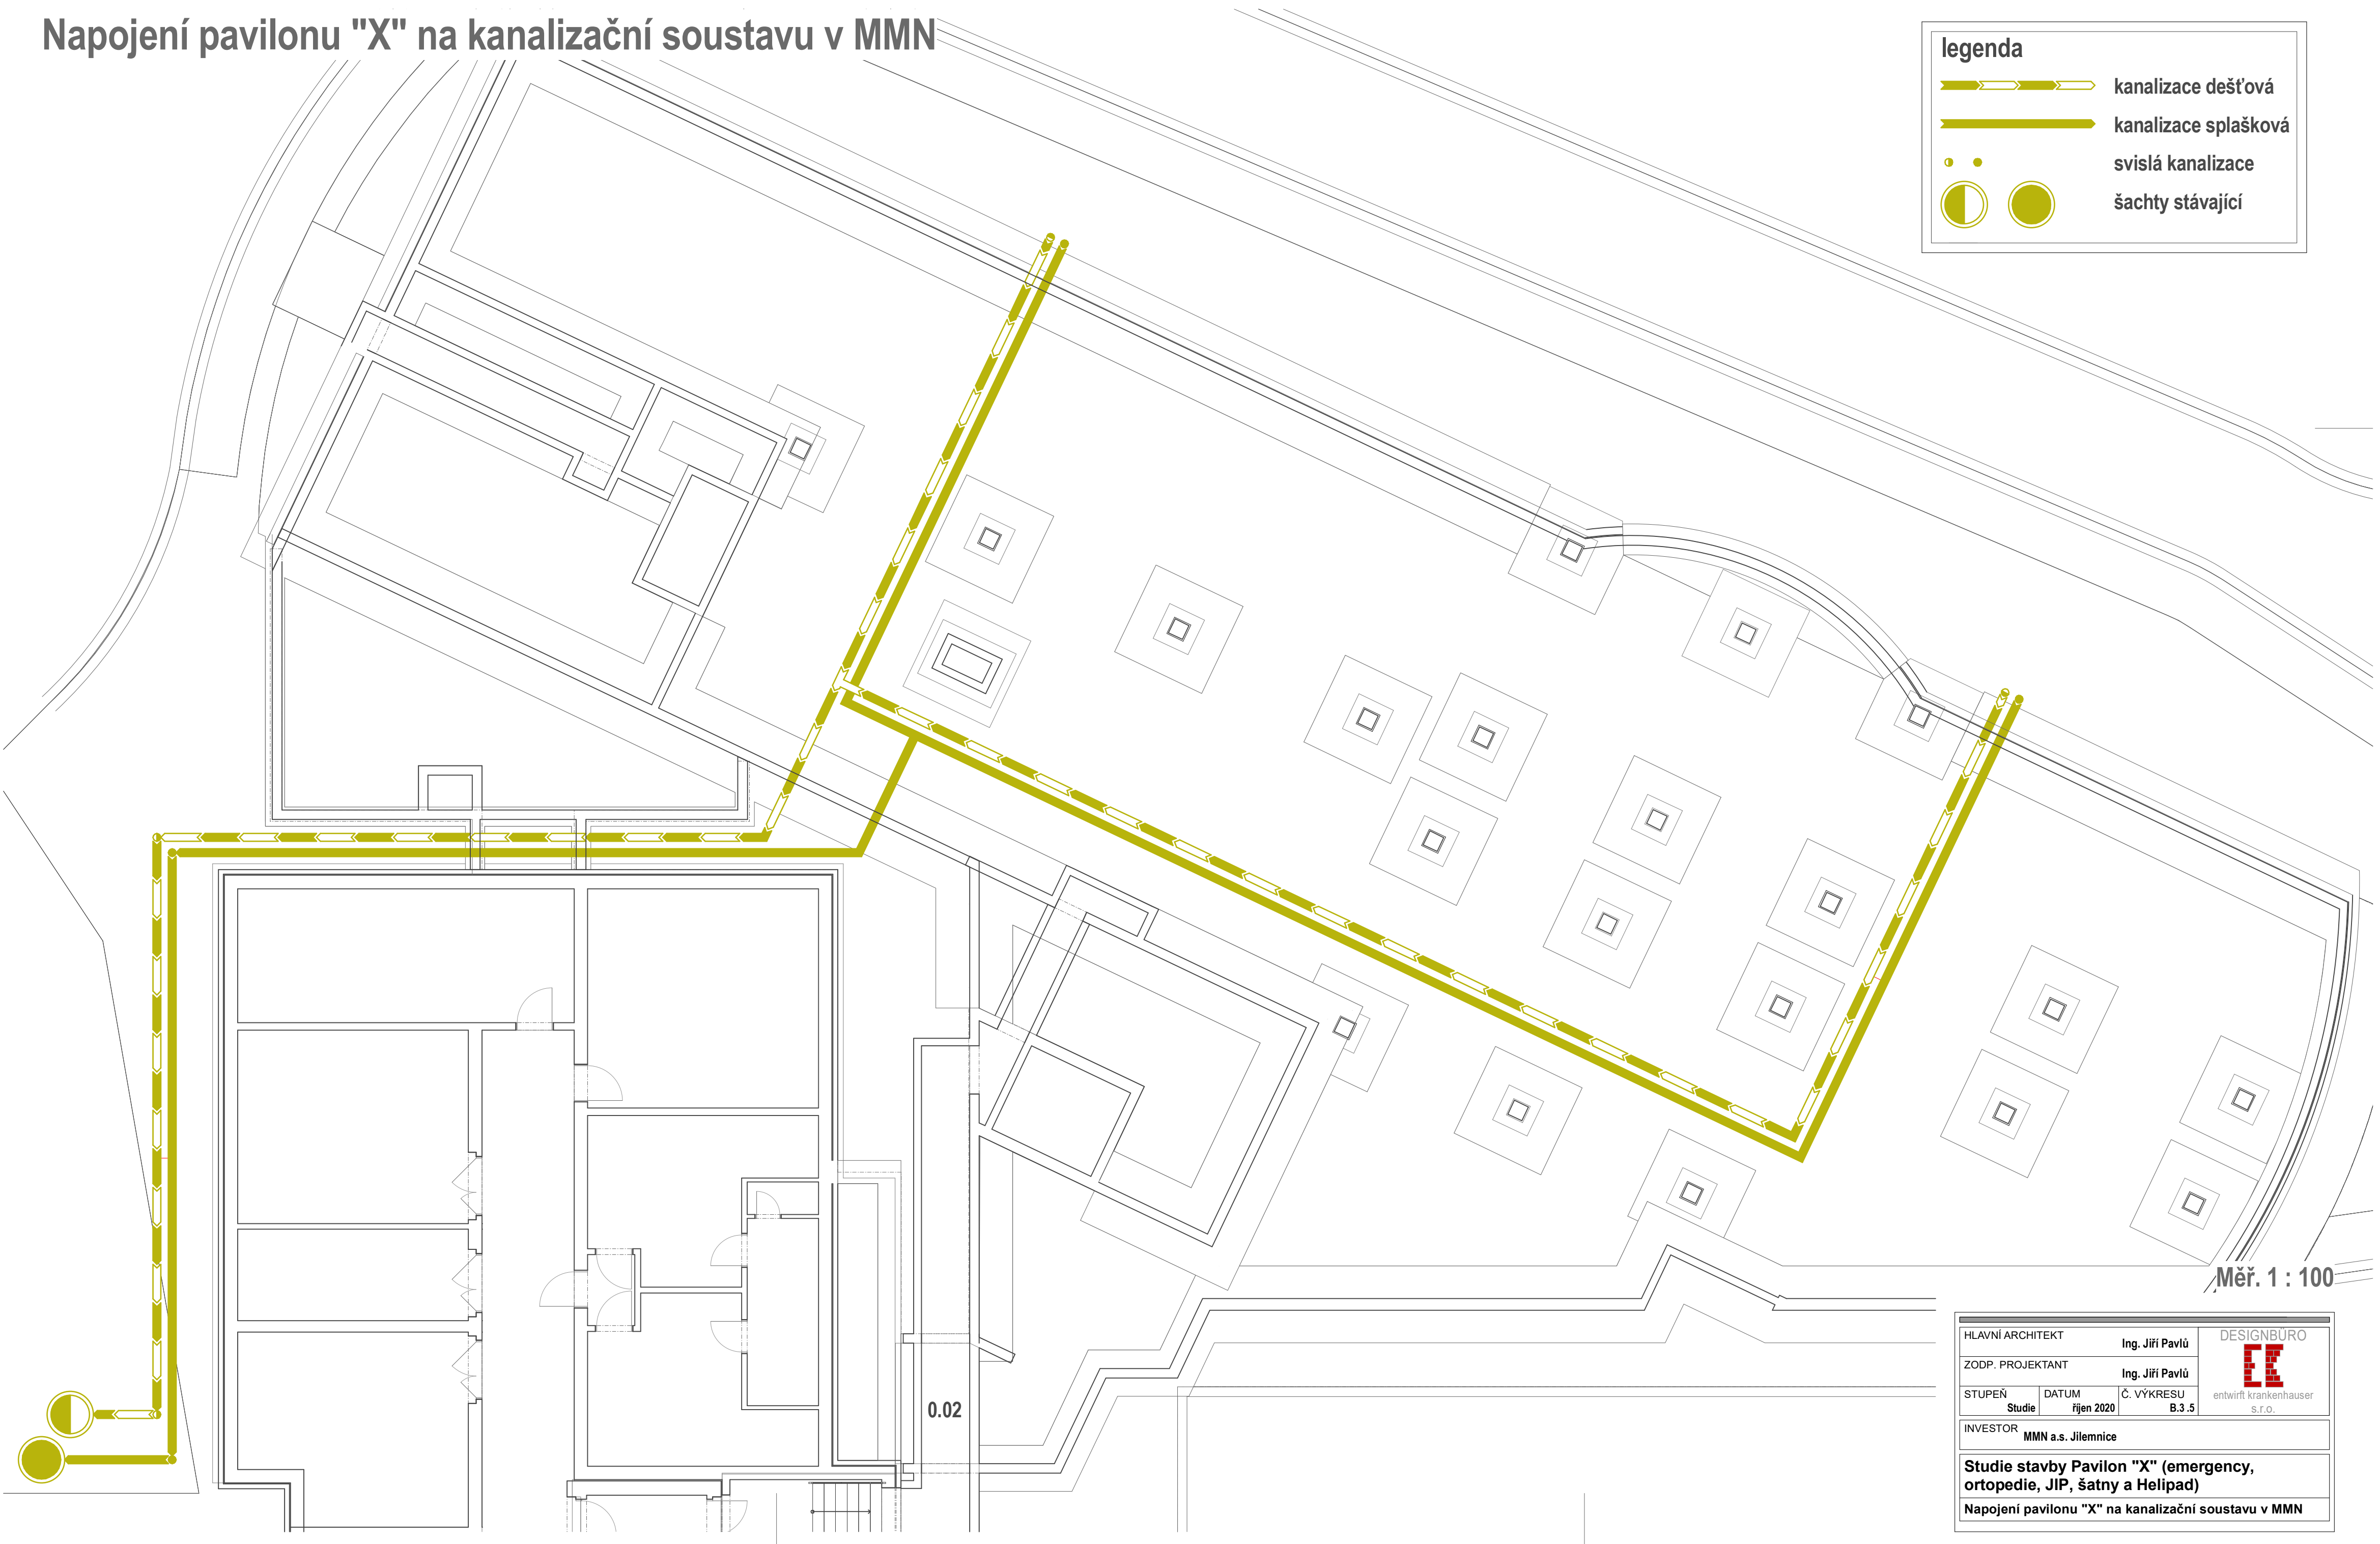 Napojení pavilonu "X" na kanalizační soustavu v MMN
legenda
kanalizace dešťová
kanalizace splašková
svislá kanalizace
šachty stávající
0.02
Měř. 1 : 100
HLAVNÍ ARCHITEKT
Ing. Jiří Pavlů
ZODP. PROJEKTANT
Ing. Jiří Pavlů
STUPEŇ
Studie
DATUM
říjen 2020
Č. VÝKRESU
B.3 .5
DESIGNBÜRO
entwirft krankenhauser
s.r.o.
INVESTOR
MMN a.s. Jilemnice
Studie stavby Pavilon "X" (emergency,
ortopedie, JIP, šatny a Helipad)
Napojení pavilonu "X" na kanalizační soustavu v MMN